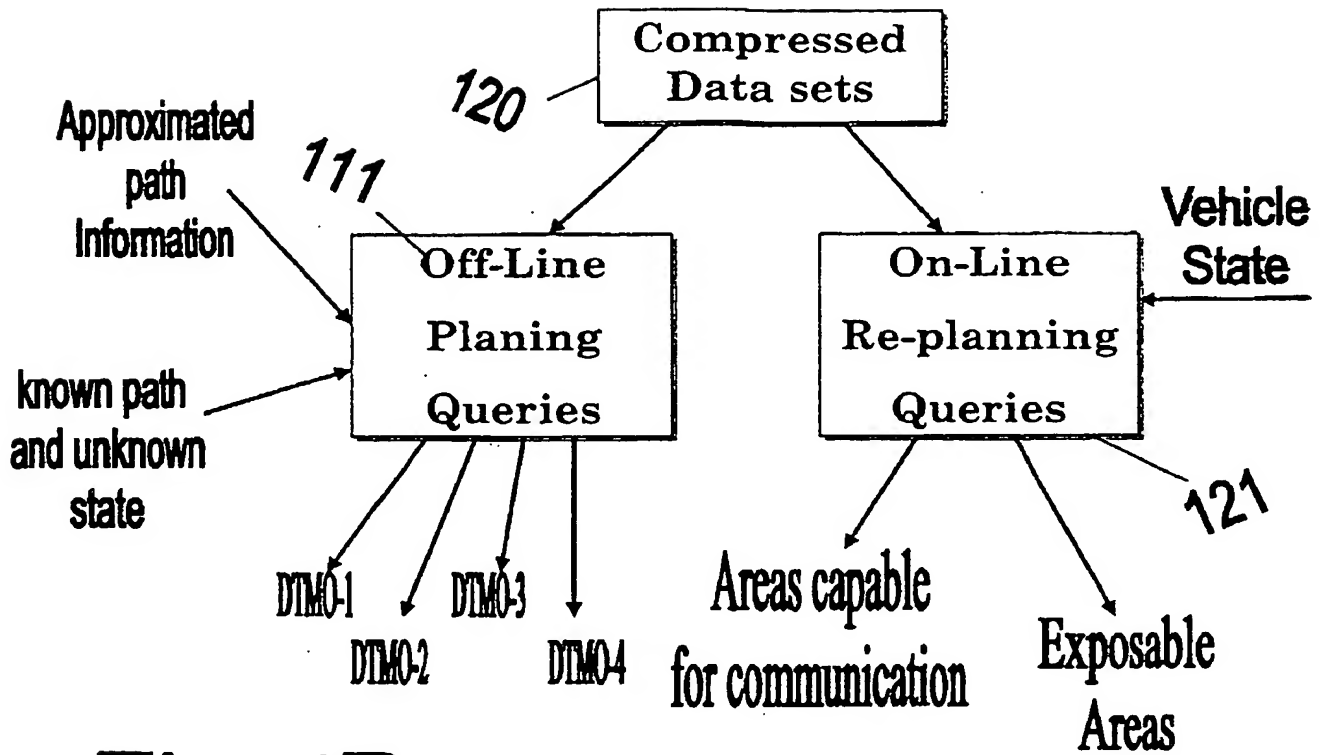 Compressed
Data sets
120
Approximated
path
Information
111
Vehicle
State
Off-Line
Planing
Queries
On-Line
Re-planning
Queries
known path
and unknown
state
121
DTMO-1
DTMO-2
DTMO-3
DTMO-4
Areas capable
for communication
Exposable
Areas